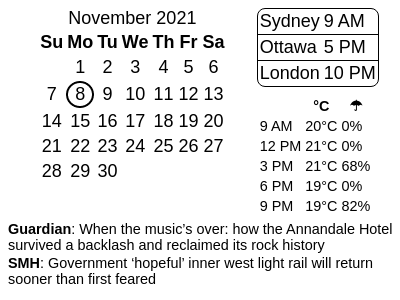 November 2021
Su Mo Tu We Th Fr Sa
1 2 3 4 5 6
7 8 9 10 11 12 13
14 15 16 17 18 19 20
21 22 23 24 25 26 27
28 29 30
Sydney 9 AM
Ottawa 5 PM
London 10 PM
°C ☂
9 AM 20°C 0%
12 PM 21°C 0%
3 PM 21°C 68%
6 PM 19°C 0%
9 PM 19°C 82%
Guardian: When the music’s over: how the Annandale Hotel
survived a backlash and reclaimed its rock history
SMH: Government ‘hopeful’ inner west light rail will return
sooner than first feared